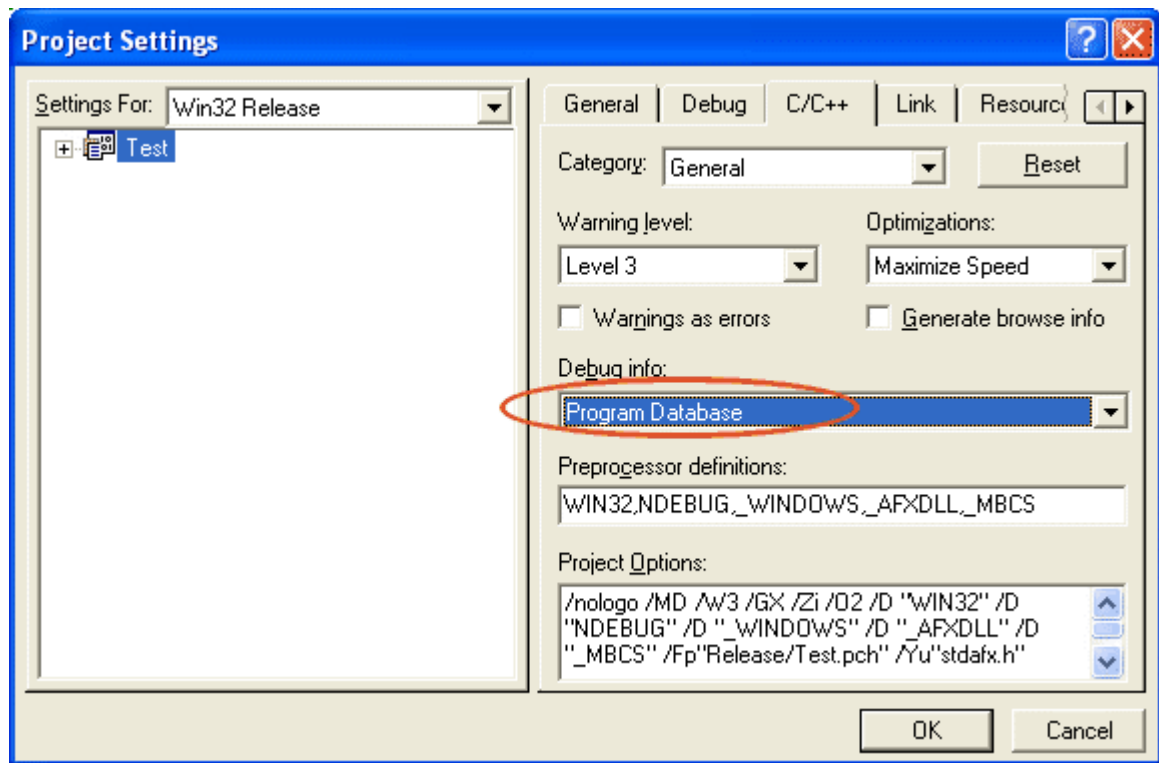 Project Settings
Settings For: Win32 Release
Test
General Debug C/C++ Link
Category: General Reset
Warning level: Optimizations:
Level 3 Maximize Speed
Warnings as errors Generate browse info
Debug info:
Program Database
Preprocessor definitions:
WIN32,NDEBUG,_WINDOWS,_AFXDLL,_MBCS
Project Options:
/nologo /MD /W3 /GX /Zi /O2 /D "WIN32" /D
"NDEBUG" /D "_WINDOWS" /D "_AFXDLL" /D
"_MBCS" /Fp"Release/Test.pch" /Yu"stdafx.h"
OK Cancel